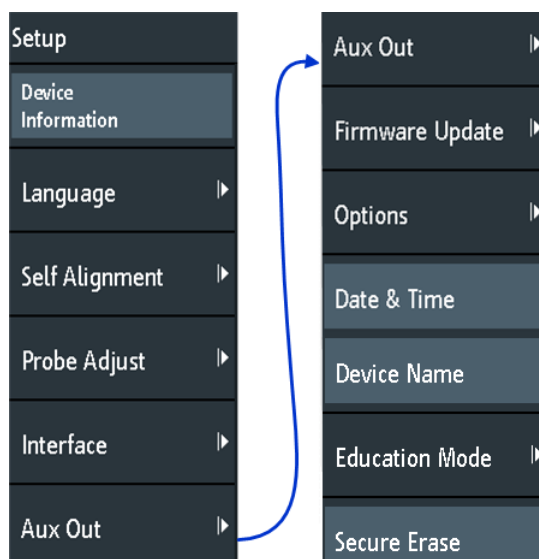 Setup
Device
Information
Language
Self Alignment
Probe Adjust
Interface
Aux Out
Aux Out
Firmware Update
Options
Date & Time
Device Name
Education Mode
Secure Erase